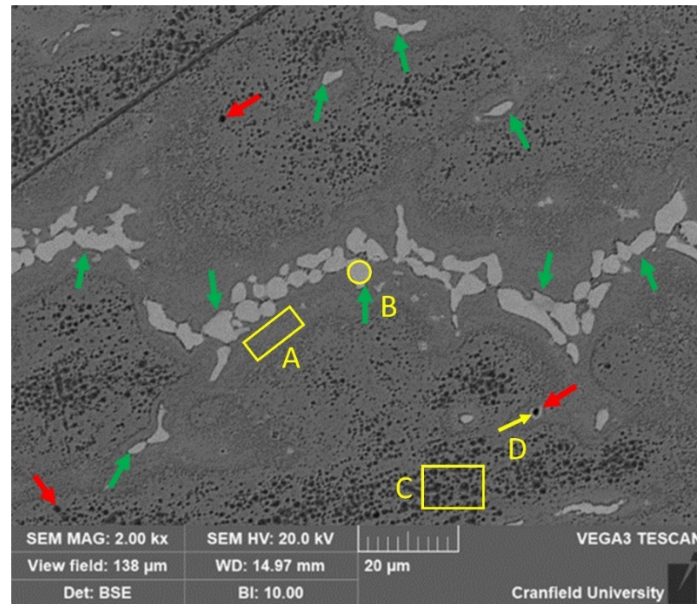 B
A
D
C
SEM MAG: 2.00 kx
SEM HV: 20.0 kV
VEGA3 TESCAN
View field: 138 µm
WD: 14.97 mm
20 µm
Det: BSE
BI: 10.00
Cranfield University